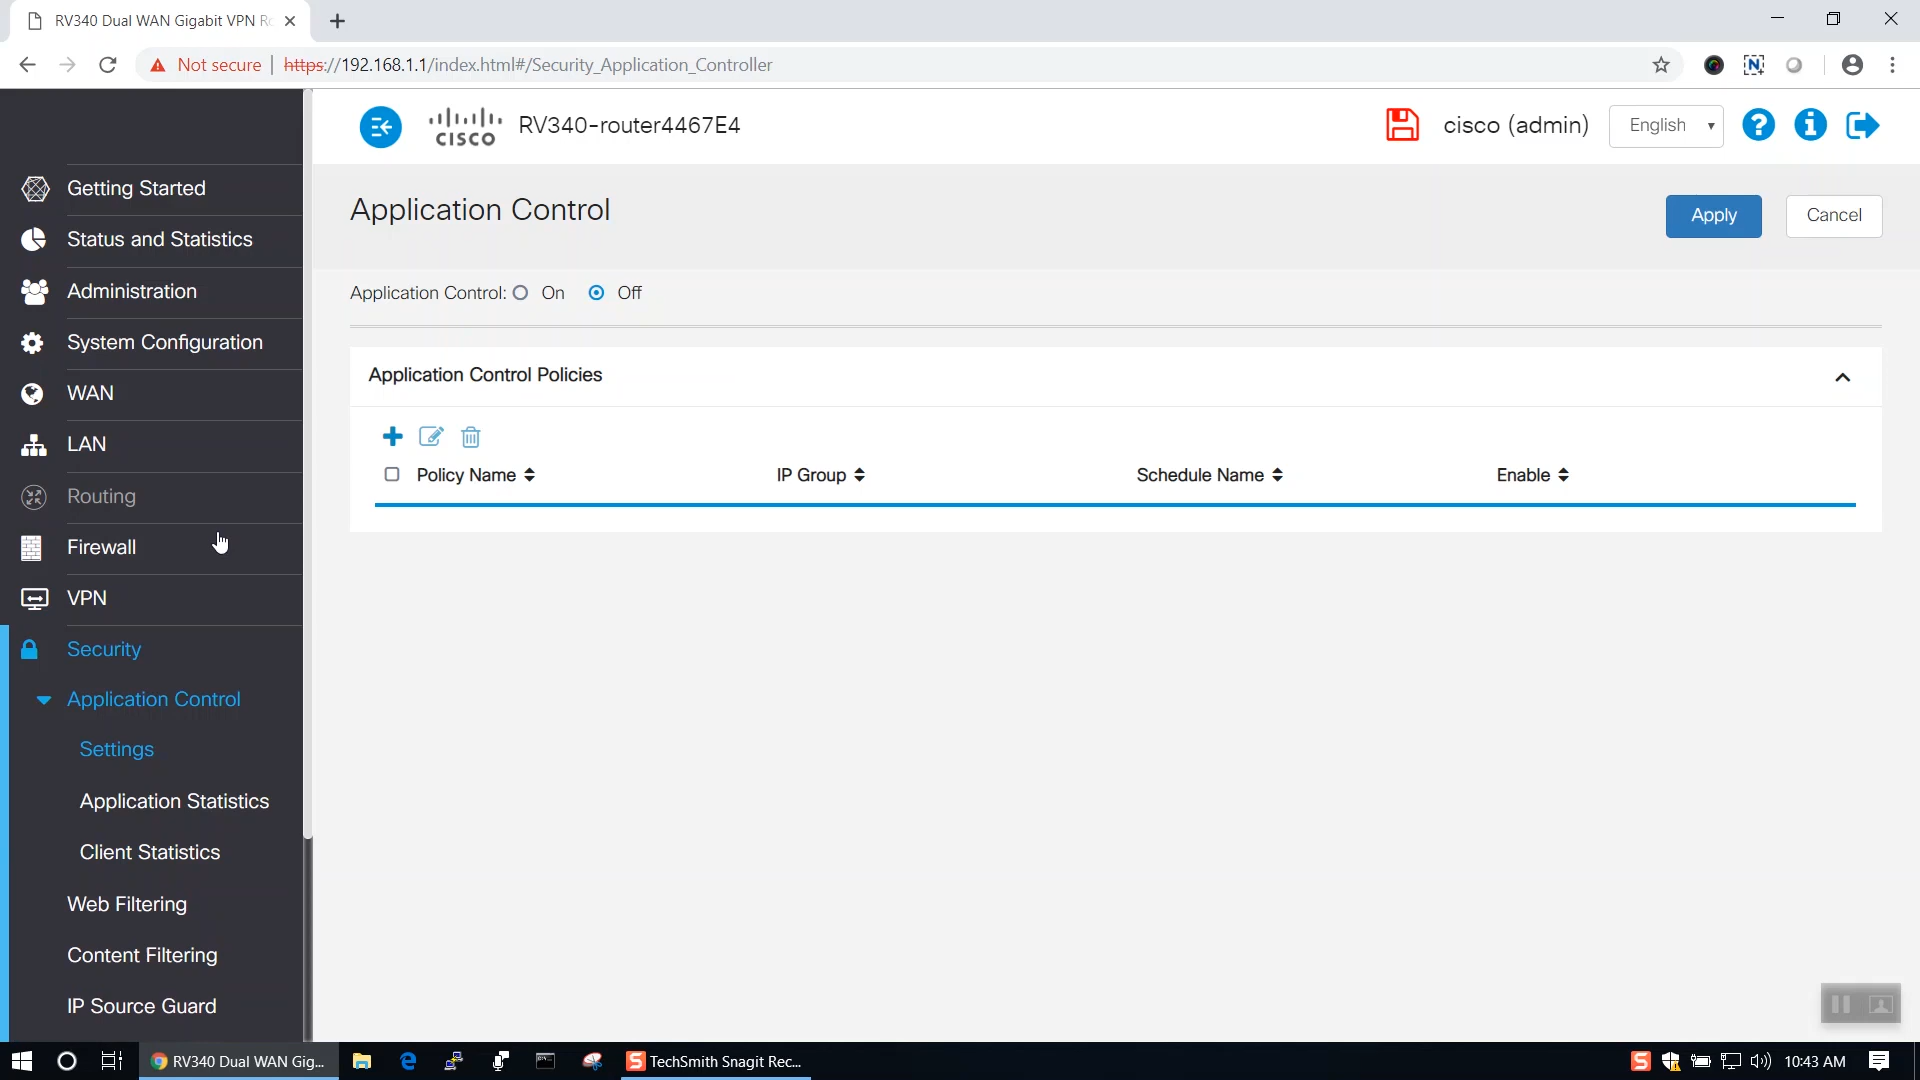 RV340 Dual WAN Gigabit VPN Ro
Not secure | https://192.168.1.1/index.html#/Security_Application_Controller
cisco RV340-router4467E4
cisco (admin) English
Getting Started
Status and Statistics
Administration
System Configuration
WAN
LAN
Routing
Firewall
VPN
Security
Application Control
Settings
Application Statistics
Client Statistics
Web Filtering
Content Filtering
IP Source Guard
Application Control
Apply Cancel
Application Control: On Off
Application Control Policies
Policy Name IP Group Schedule Name Enable
RV340 Dual WAN Gig...
TechSmith Snagit Rec...
10:43 AM